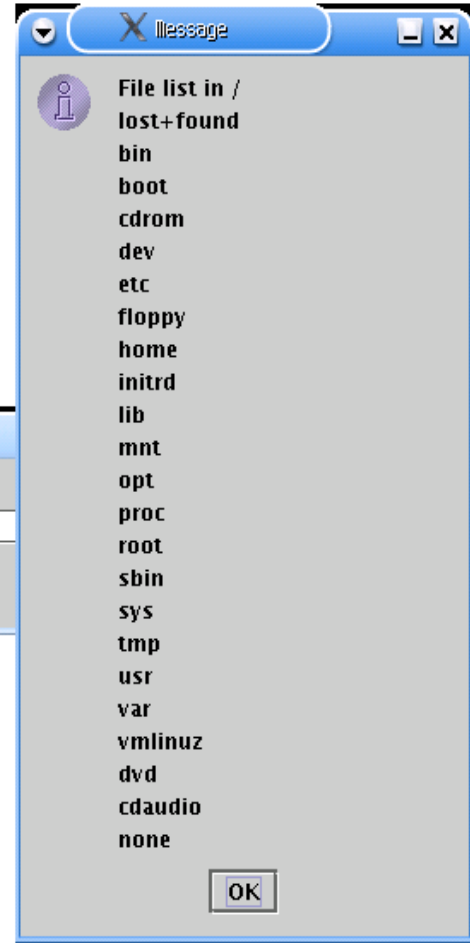 Message
File list in /
lost+found
bin
boot
cdrom
dev
etc
floppy
home
initrd
lib
mnt
opt
proc
root
sbin
sys
tmp
usr
var
vmlinuz
dvd
cdaudio
none
OK